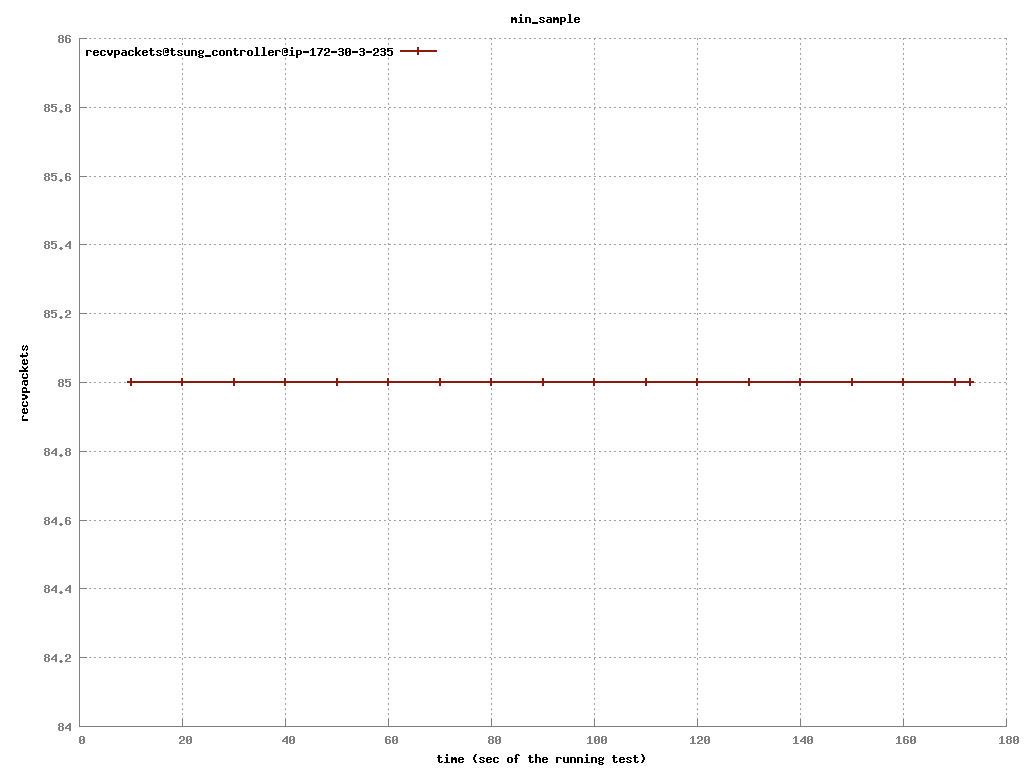 min_sample
86
recvpackets@tsung_controller@ip-172-30-3-235
85.8
85.6
85.4
85.2
85
84.8
84.6
84.4
84.2
84
recvpackets
0 20 40 60 80 100 120 140 160 180
time (sec of the running test)